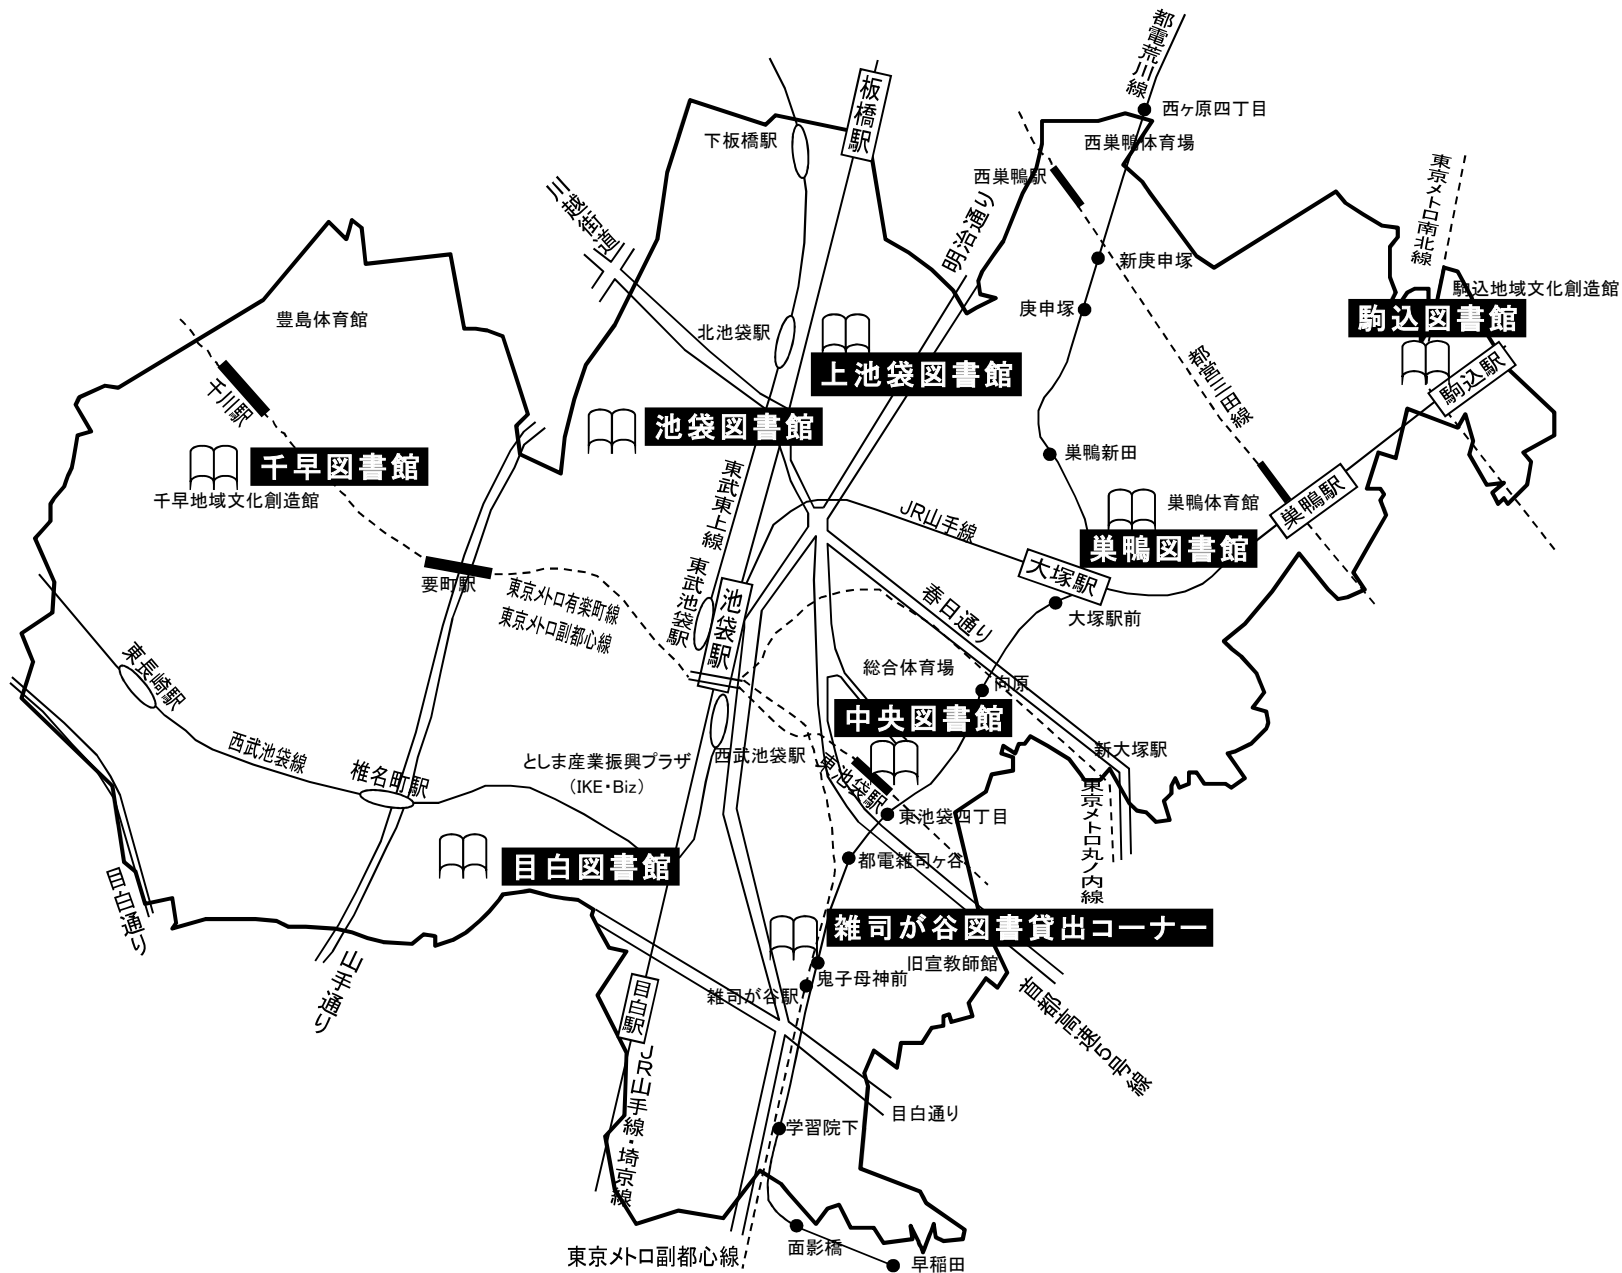 都電荒川線
西ヶ原四丁目
板橋駅
下板橋駅
西巣鴨体育場
西巣鴨駅
東京メトロ南北線
川越街道
明治通り
新庚申塚
庚申塚
駒込地域文化創造館
駒込図書館
駒込駅
豊島体育館
北池袋駅
上池袋図書館
都営三田線
千川駅
池袋図書館
千早図書館
千早地域文化創造館
巣鴨新田
東武東上線
JR山手線
巣鴨体育館
巣鴨駅
巣鴨図書館
大塚駅
大塚駅前
要町駅
東京メトロ有楽町線
東京メトロ副都心線
東武池袋駅
池袋駅
春日通り
総合体育場
向原
東長崎駅
中央図書館
西武池袋線
椎名町駅
としま産業振興プラザ
（IKE・Biz）
西武池袋駅
東池袋駅
新大塚駅
東京メトロ丸ノ内線
東池袋四丁目
都電雑司ヶ谷
目白図書館
目白通り
山手通り
雑司が谷図書貸出コーナー
旧宣教師館
鬼子母神前
雑司が谷駅
目白駅
首都高速5号線
JR山手線・埼京線
目白通り
学習院下
東京メトロ副都心線
面影橋
早稲田